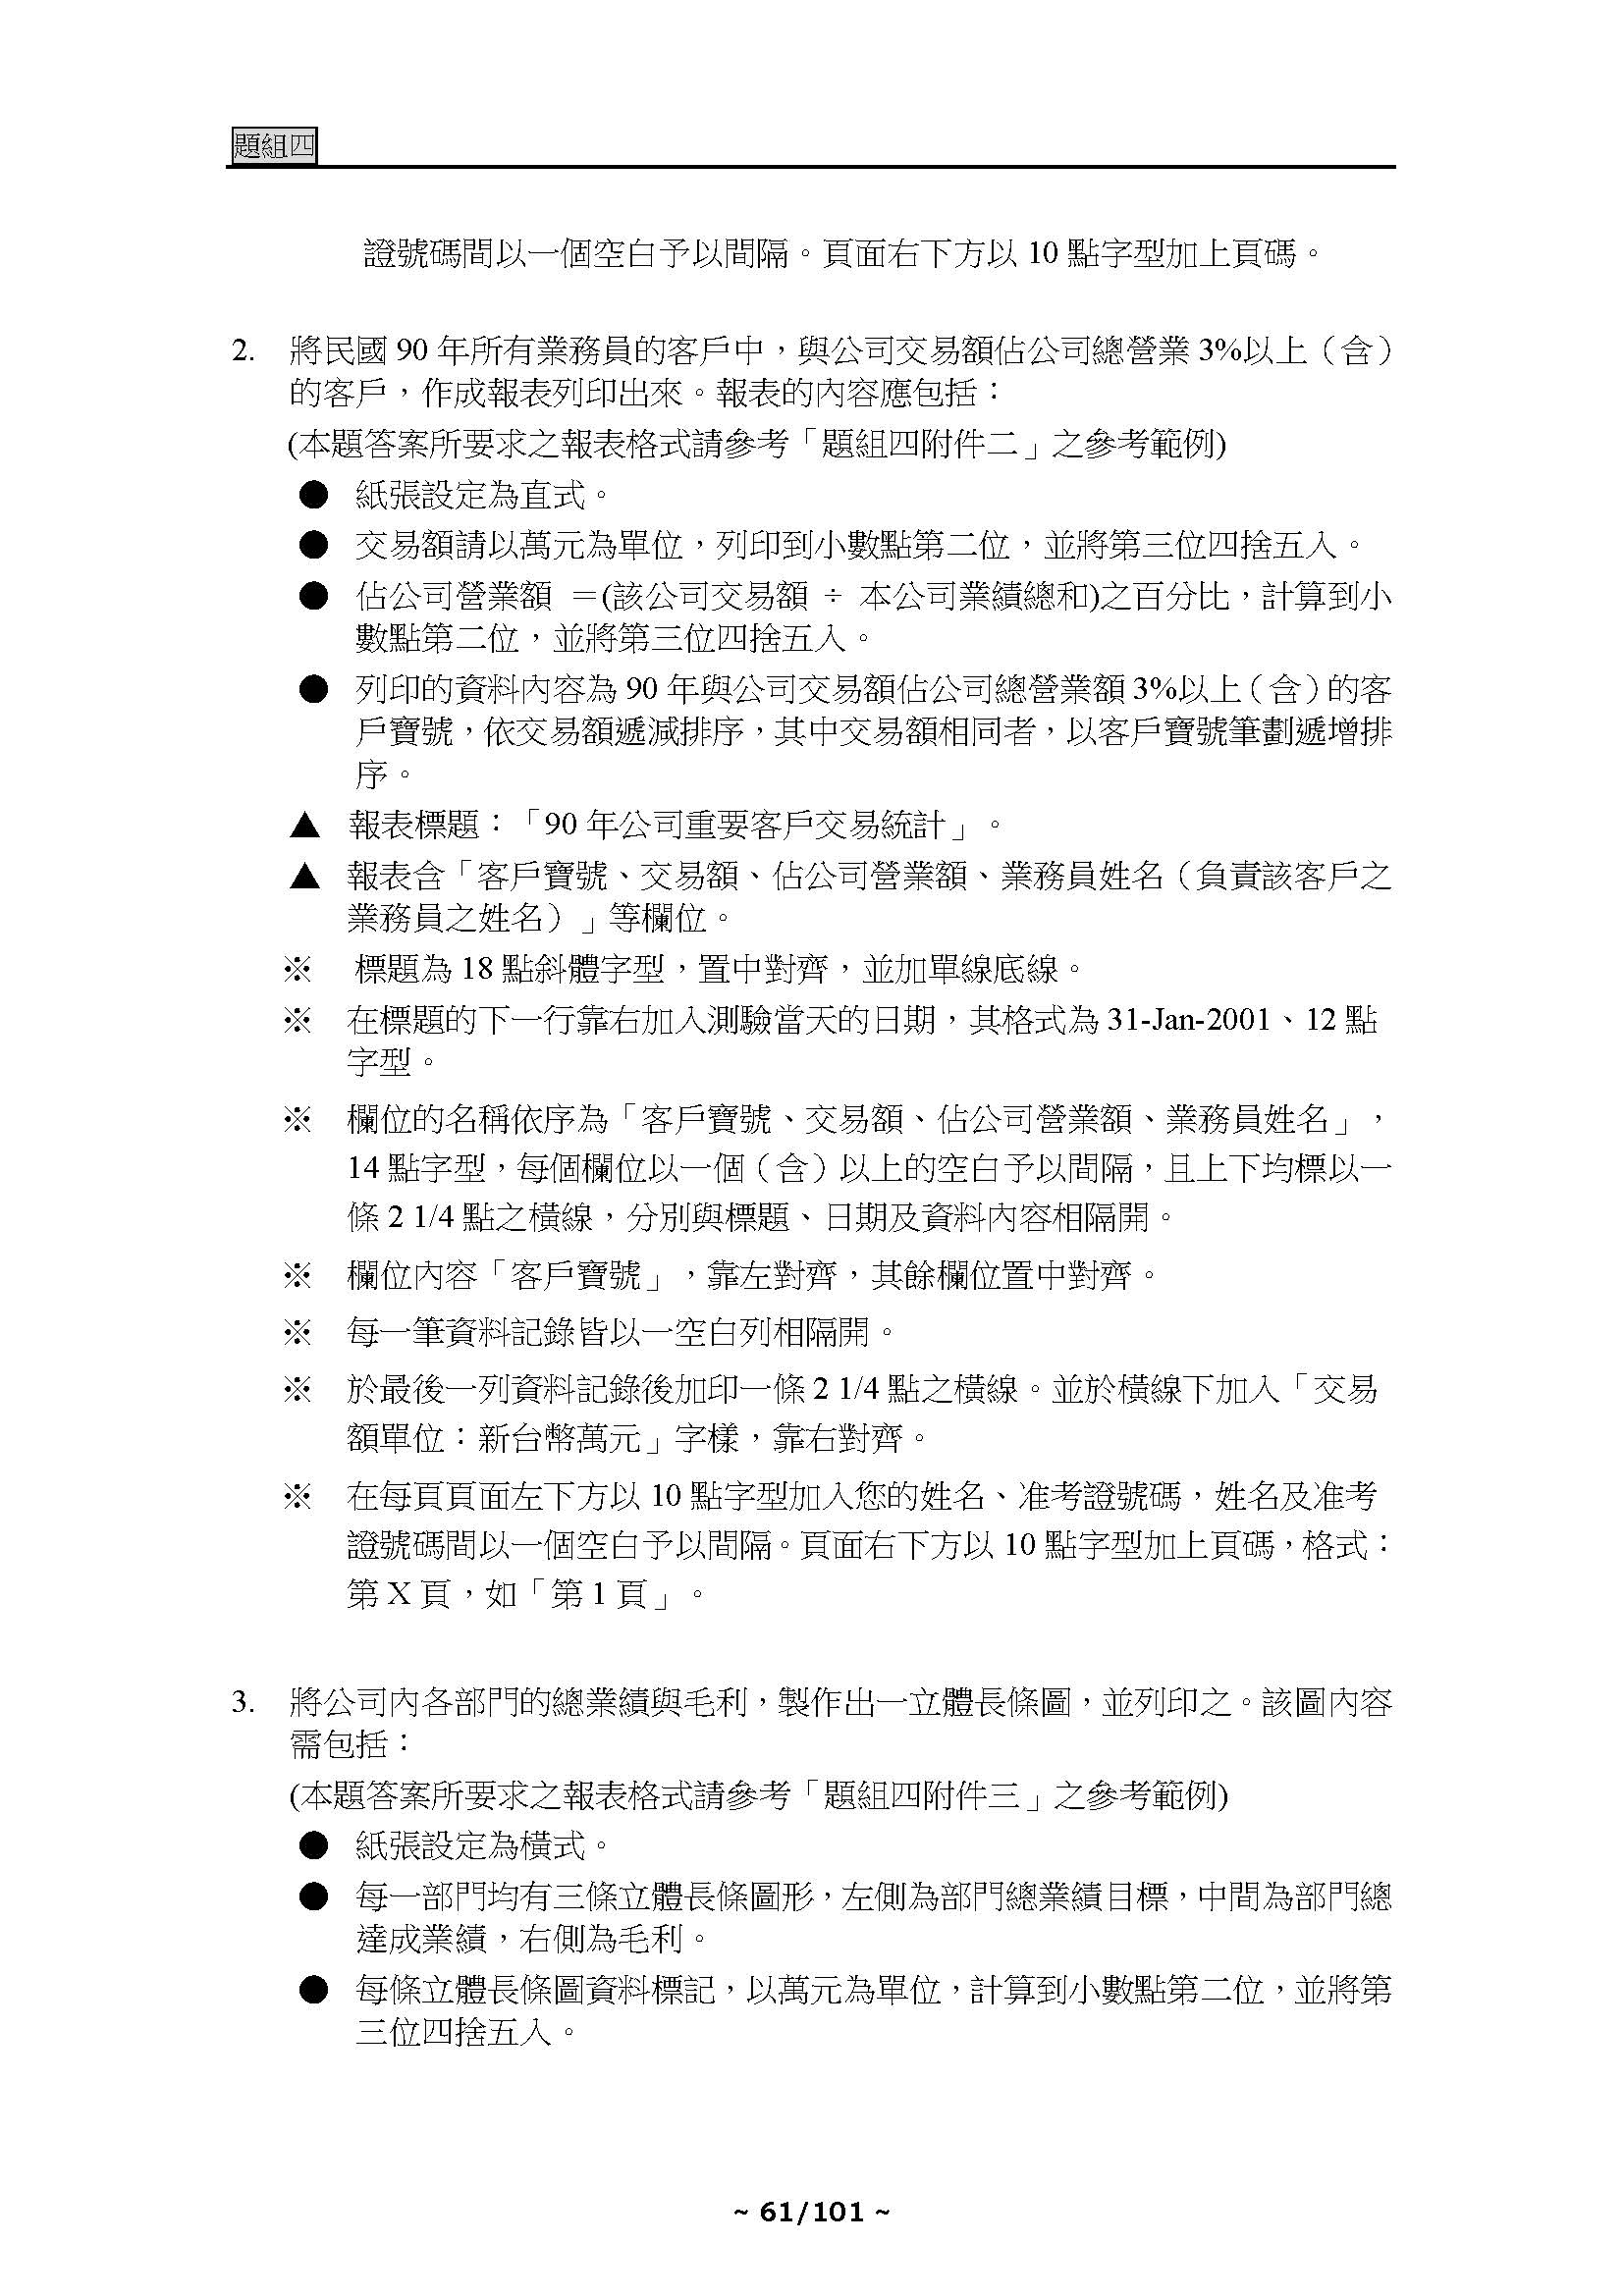 題組四
證號碼間以一個空白予以間隔。頁面右下方以 10 點字型加上頁碼。
2. 將民國 90 年所有業務員的客戶中，與公司交易額佔公司總營業 3%以上（含）
的客戶，作成報表列印出來。報表的內容應包括：
(本題答案所要求之報表格式請參考「題組四附件二」之參考範例)
● 紙張設定為直式。
● 交易額請以萬元為單位，列印到小數點第二位，並將第三位四捨五入。
● 佔公司營業額 ＝(該公司交易額 ÷ 本公司業績總和)之百分比，計算到小
數點第二位，並將第三位四捨五入。
● 列印的資料內容為 90 年與公司交易額佔公司總營業額 3%以上（含）的客
戶寶號，依交易額遞減排序，其中交易額相同者，以客戶寶號筆劃遞增排
序。
▲ 報表標題：「90 年公司重要客戶交易統計」。
▲ 報表含「客戶寶號、交易額、佔公司營業額、業務員姓名（負責該客戶之
業務員之姓名）」等欄位。
※ 標題為 18 點斜體字型，置中對齊，並加單線底線。
※ 在標題的下一行靠右加入測驗當天的日期，其格式為 31-Jan-2001、12 點
字型。
※ 欄位的名稱依序為「客戶寶號、交易額、佔公司營業額、業務員姓名」，
14 點字型，每個欄位以一個（含）以上的空白予以間隔，且上下均標以一
條 2 1/4 點之橫線，分別與標題、日期及資料內容相隔開。
※ 欄位內容「客戶寶號」，靠左對齊，其餘欄位置中對齊。
※ 每一筆資料記錄皆以一空白列相隔開。
※ 於最後一列資料記錄後加印一條 2 1/4 點之橫線。並於橫線下加入「交易
額單位：新台幣萬元」字樣，靠右對齊。
※ 在每頁頁面左下方以 10 點字型加入您的姓名、准考證號碼，姓名及准考
證號碼間以一個空白予以間隔。頁面右下方以 10 點字型加上頁碼，格式：
第 X 頁，如「第 1 頁」。
3. 將公司內各部門的總業績與毛利，製作出一立體長條圖，並列印之。該圖內容
需包括：
(本題答案所要求之報表格式請參考「題組四附件三」之參考範例)
● 紙張設定為橫式。
● 每一部門均有三條立體長條圖形，左側為部門總業績目標，中間為部門總
達成業績，右側為毛利。
● 每條立體長條圖資料標記，以萬元為單位，計算到小數點第二位，並將第
三位四捨五入。
~ 61/101 ~